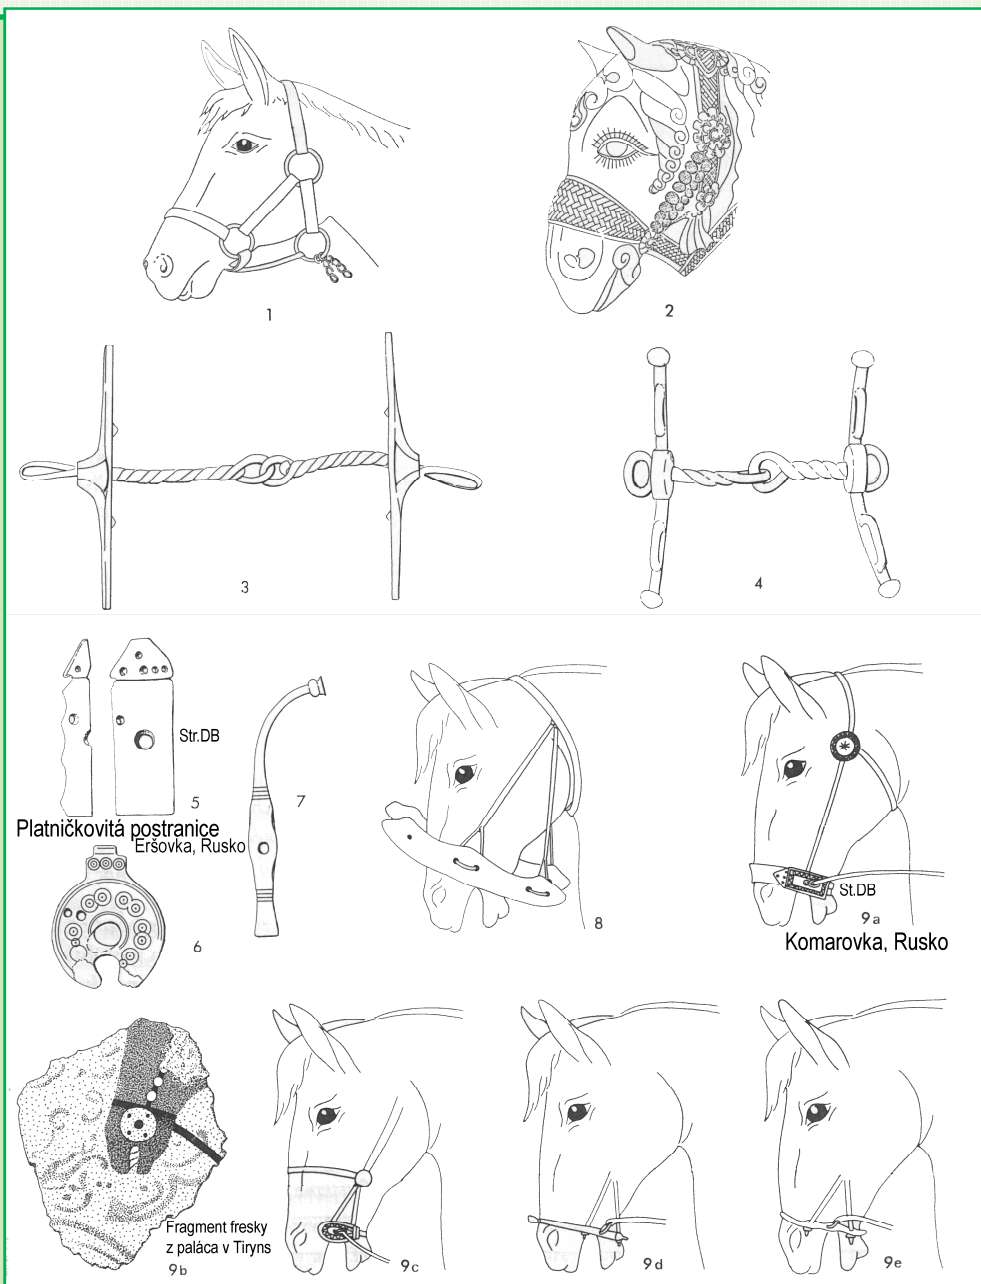 1
2
3
4
Str.DB
5
7
Platničkovitá postranice
Eršovka, Rusko
6
8
St.DB
9a
Komarovka, Rusko
Fragment fresky
z paláca v Tiryns
9b
9c
9d
9e